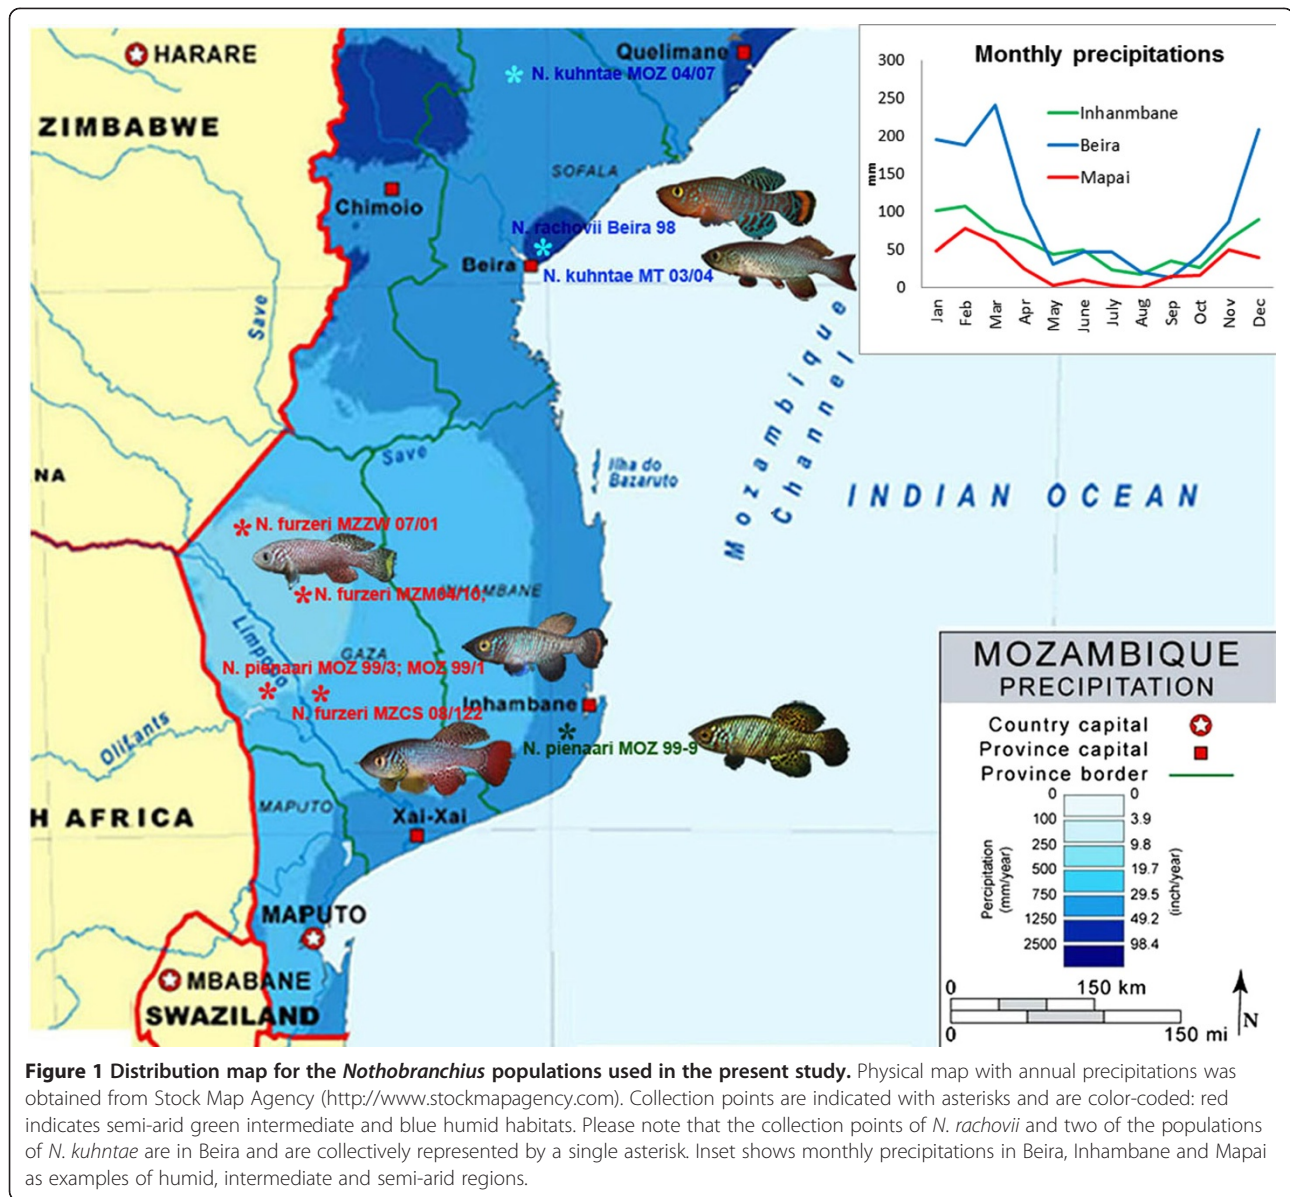 HARARE
ZIMBABWE
Quelimane
N. kuhntae MOZ 04/07
SOFALA
Chimoio
N. rachovii Beira 98
Beira
N. kuhntae MT 03/04
Save
Save
NA
Ilha do
Bazaruto
Mozambique
Channel
INDIAN OCEAN
N. furzeri MZZW 07/01
INHAMBANE
N. furzeri MZM04/10;
Limpopo
GAZA
N. pienaari MOZ 99/3; MOZ 99/1
N. furzeri MZCS 08/122
Inhambane
N. pienaari MOZ 99-9
Olifants
H AFRICA
MAPUTO
Xai-Xai
MAPUTO
MBABANE
SWAZILAND
Monthly precipitations
300
250
200
150
100
50
0
mm
Inhanmbane
Beira
Mapai
Jan
Feb
Mar
Apr
May
June
July
Aug
Sep
Oct
Nov
Dec
MOZAMBIQUE
PRECIPITATION
Country capital
Province capital
Province border
0 0
100 3.9
250 9.8
500 19.7
750 29.5
1250 49.2
2500 98.4
Percipitation
(mm/year)
(inch/year)
0 150 km
0 150 mi
N
Figure 1 Distribution map for the Nothobranchius populations used in the present study. Physical map with annual precipitations was
obtained from Stock Map Agency (http://www.stockmapagency.com). Collection points are indicated with asterisks and are color-coded: red
indicates semi-arid green intermediate and blue humid habitats. Please note that the collection points of N. rachovii and two of the populations
of N. kuhntae are in Beira and are collectively represented by a single asterisk. Inset shows monthly precipitations in Beira, Inhambane and Mapai
as examples of humid, intermediate and semi-arid regions.